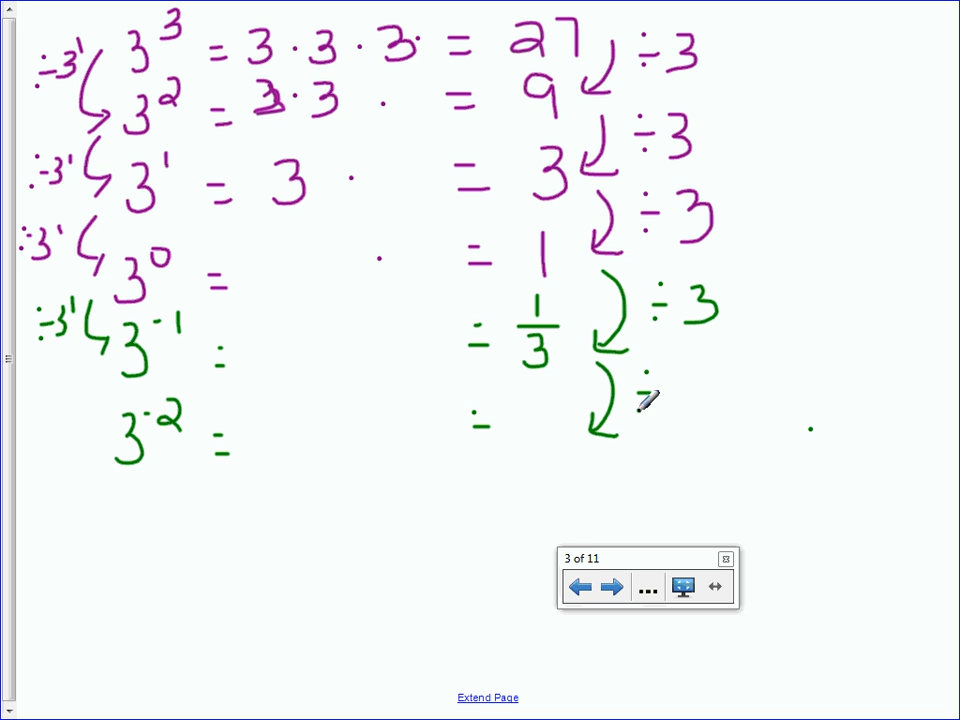 ÷3¹ 3³ = 3 · 3 · 3 · = 27 ÷ 3
3² = 3 · 3 · = 9 ÷ 3
÷3¹ 3¹ = 3 · = 3 ÷ 3
÷3¹ 3⁰ = · = 1 ÷ 3
÷3¹ 3⁻¹ = = 1/3
3⁻² = = ÷
3 of 11
...
Extend Page